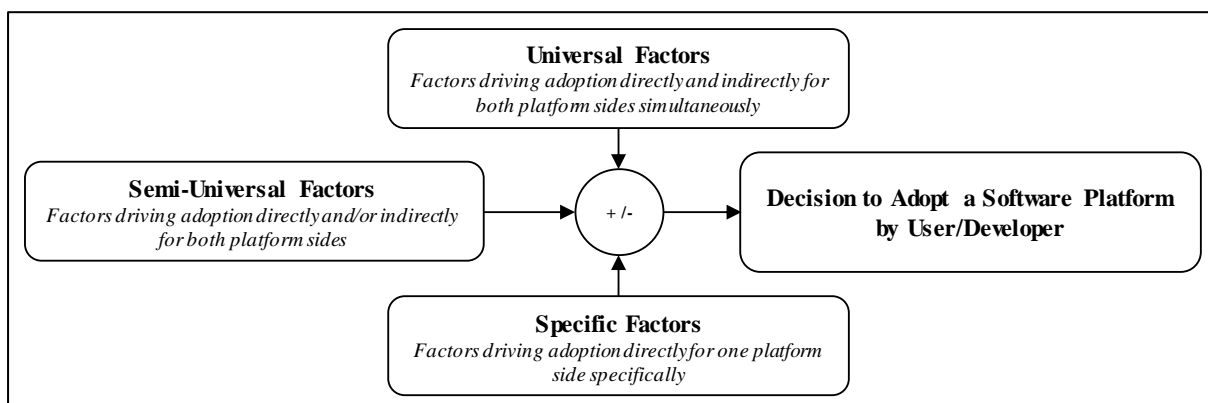 Universal Factors
Factors driving adoption directly and indirectly for
both platform sides simultaneously
Semi-Universal Factors
Factors driving adoption directly and/or indirectly
for both platform sides
+ /-
Decision to Adopt a Software Platform
by User/Developer
Specific Factors
Factors driving adoption directly for one platform
side specifically